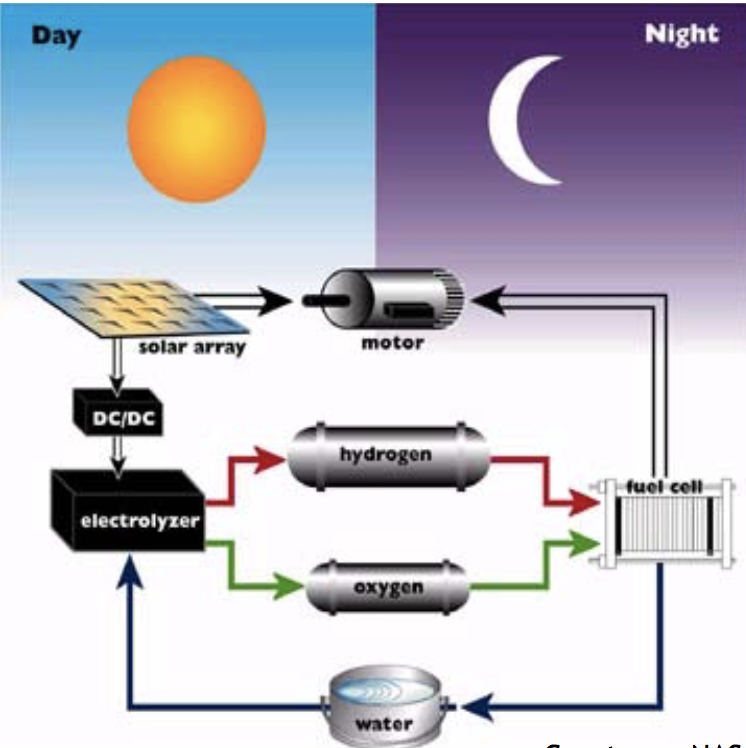 Day
Night
solar array
motor
DC/DC
hydrogen
fuel cell
electrolyzer
oxygen
water